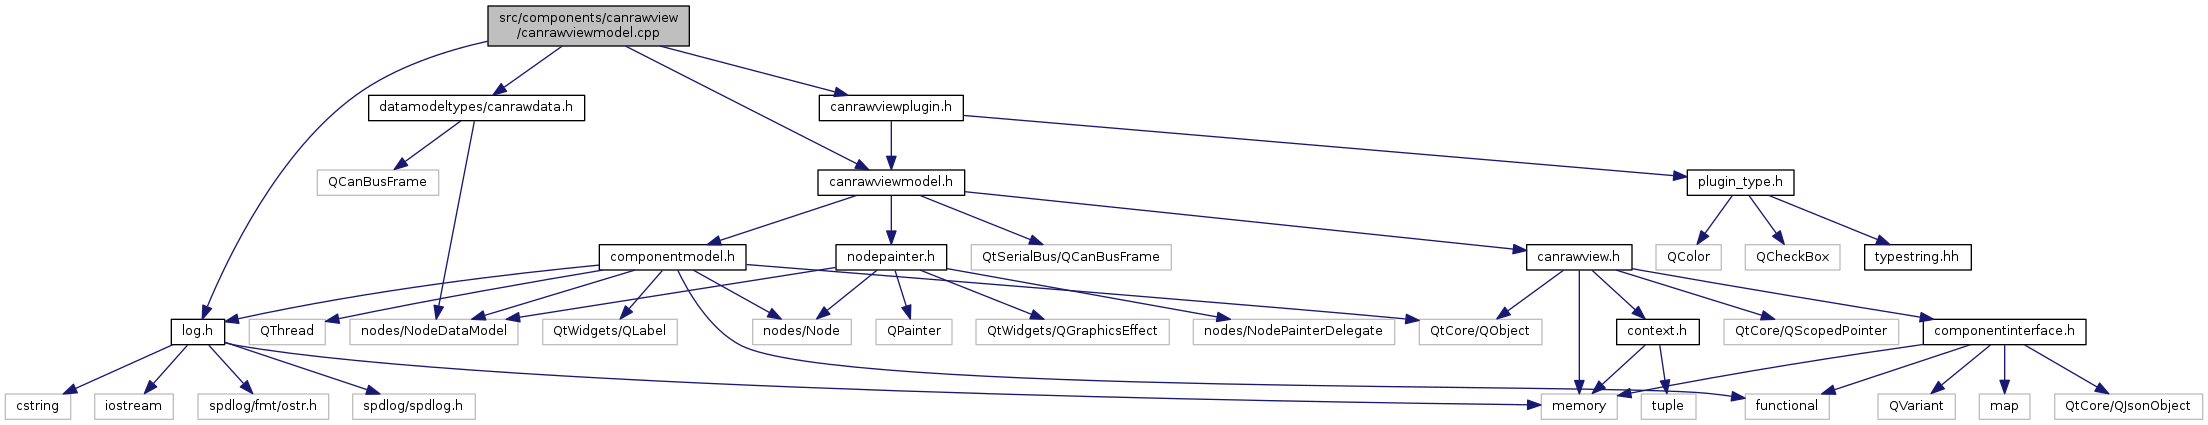 src/components/canrawview
/canrawviewmodel.cpp
datamodeltypes/canrawdata.h
canrawviewplugin.h
QCanBusFrame
canrawviewmodel.h
plugin_type.h
componentmodel.h
nodepainter.h
QtSerialBus/QCanBusFrame
canrawview.h
QColor
QCheckBox
typestring.hh
log.h
QThread
nodes/NodeDataModel
QtWidgets/QLabel
nodes/Node
QPainter
QtWidgets/QGraphicsEffect
nodes/NodePainterDelegate
QtCore/QObject
context.h
QtCore/QScopedPointer
componentinterface.h
cstring
iostream
spdlog/fmt/ostr.h
spdlog/spdlog.h
memory
tuple
functional
QVariant
map
QtCore/QJsonObject